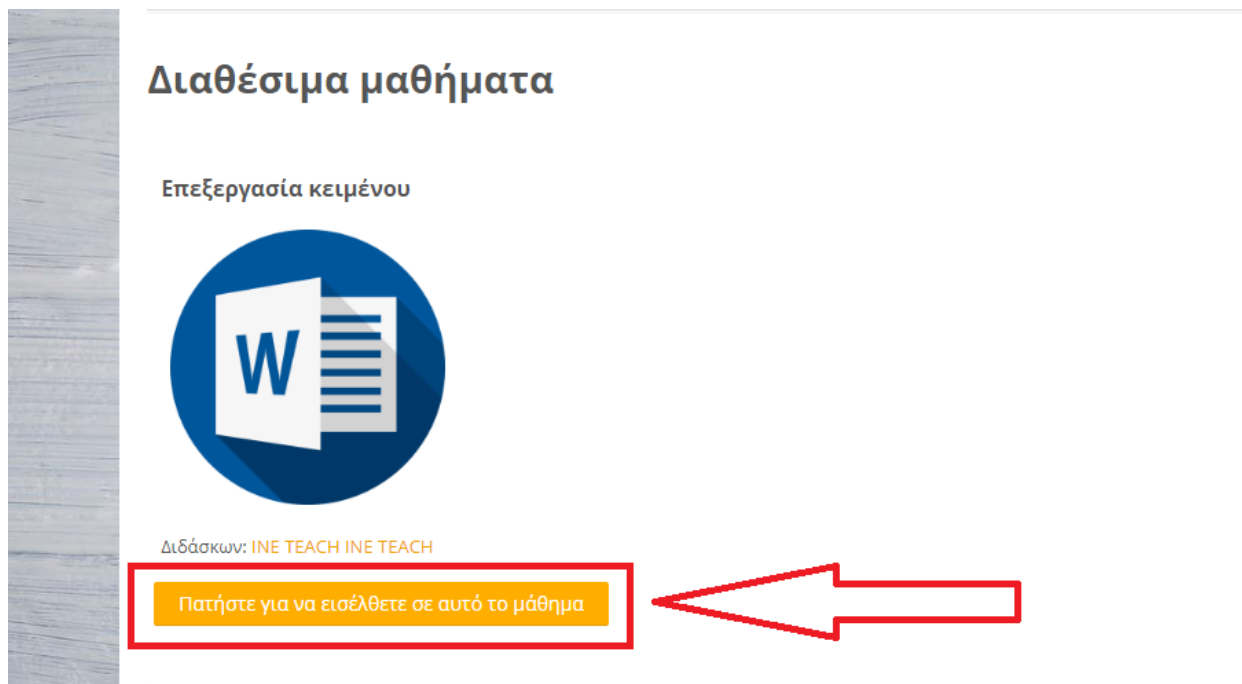 Διαθέσιμα μαθήματα
Επεξεργασία κειμένου
W
Διδάσκων: INE TEACH INE TEACH
Πατήστε για να εισέλθετε σε αυτό το μάθημα